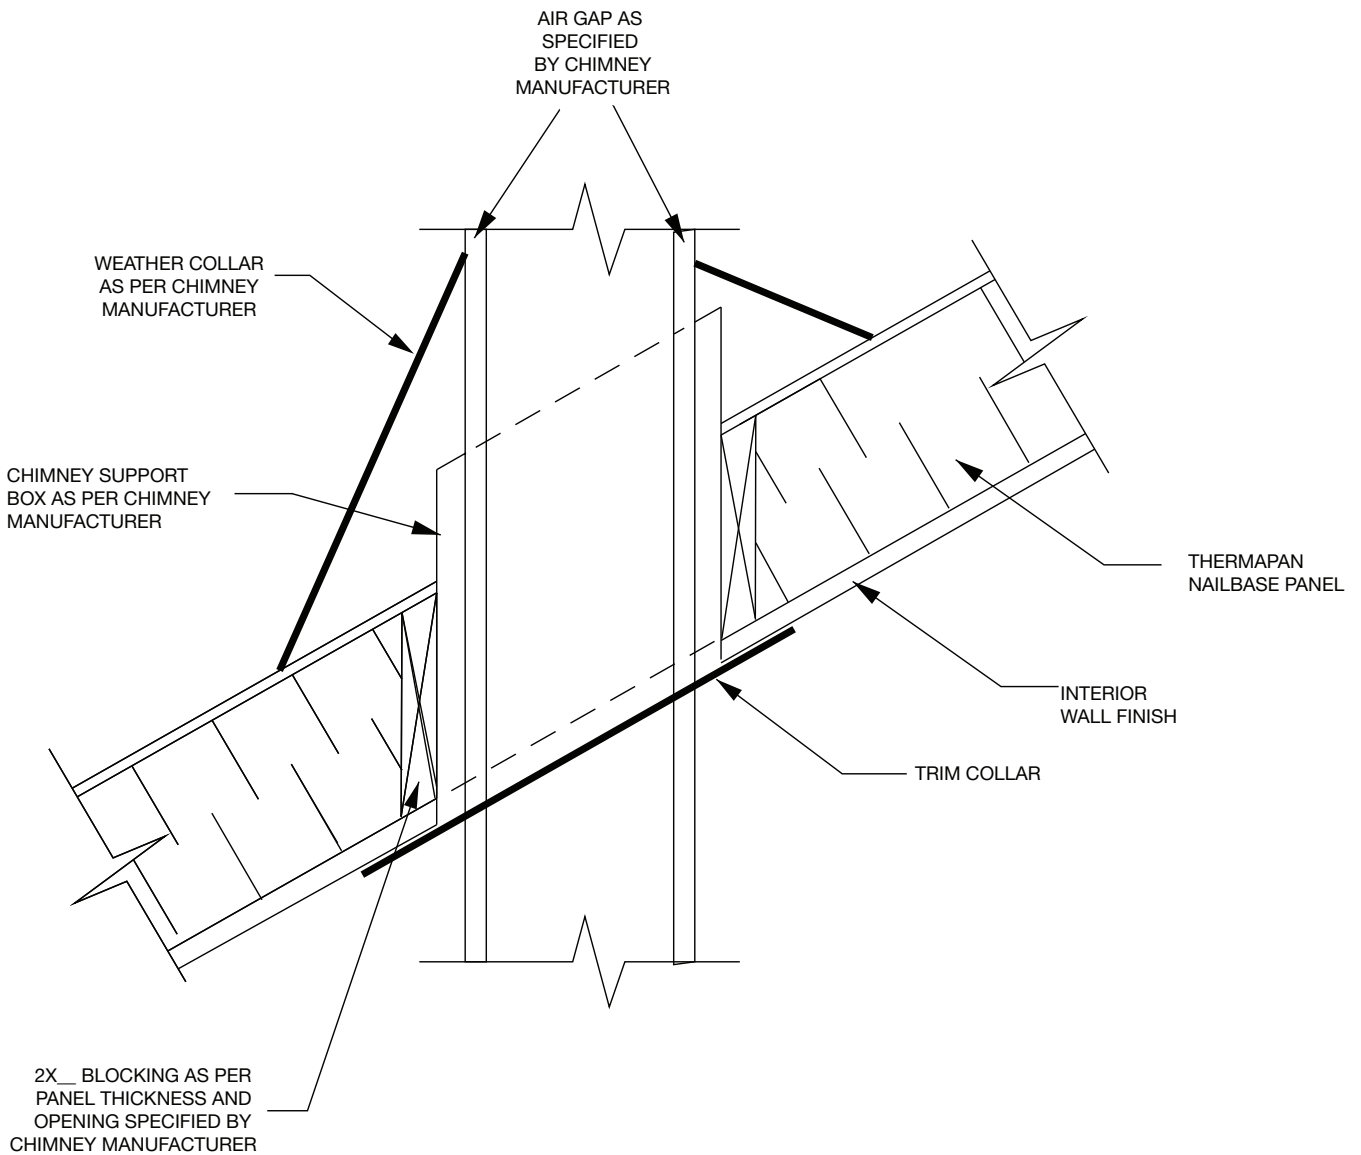 AIR GAP AS
SPECIFIED
BY CHIMNEY
MANUFACTURER
WEATHER COLLAR
AS PER CHIMNEY
MANUFACTURER
CHIMNEY SUPPORT
BOX AS PER CHIMNEY
MANUFACTURER
THERMAPAN
NAILBASE PANEL
INTERIOR
WALL FINISH
TRIM COLLAR
2X__ BLOCKING AS PER
PANEL THICKNESS AND
OPENING SPECIFIED BY
CHIMNEY MANUFACTURER